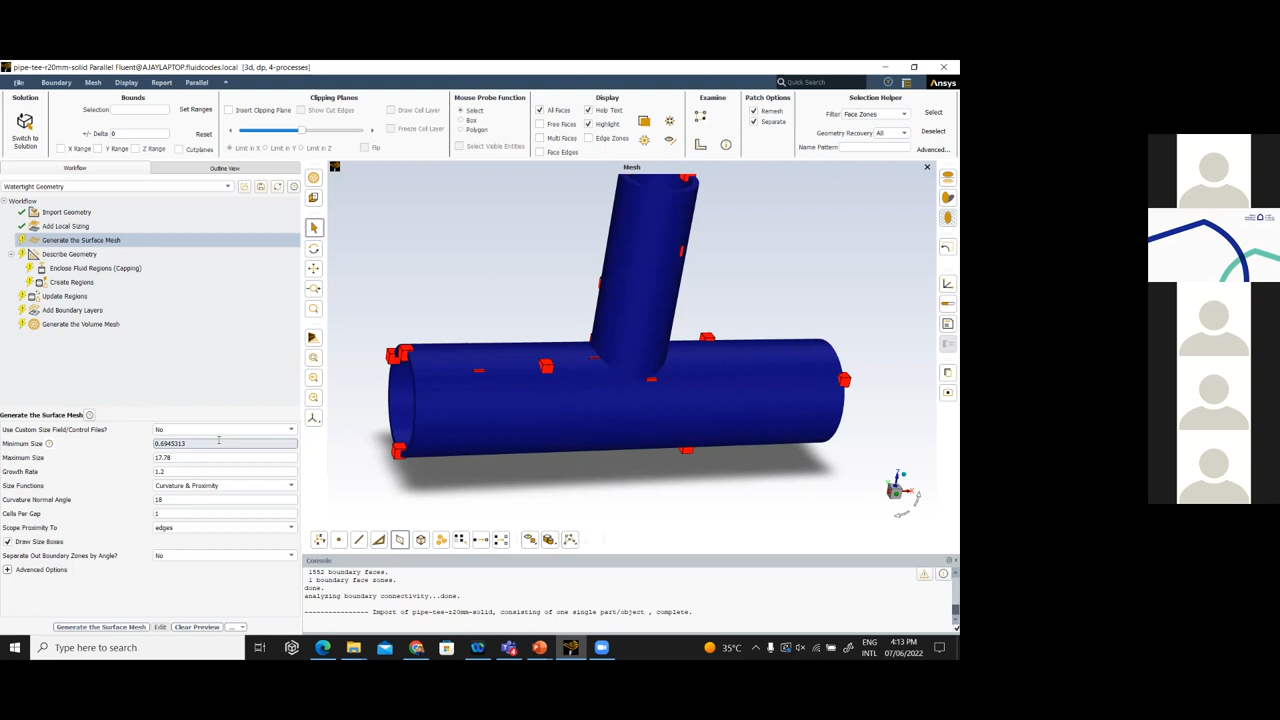 pipe-tee-r20mm-solid Parallel Fluent@AJAYLAPTOP.fluidcodes.local [3d, dp, 4-processes]
File Boundary Mesh Display Report Parallel
Quick Search
Ansys
Solution
Switch to
Solution
Bounds
Selection
Set Ranges
+/- Delta 0
Reset
X Range Y Range Z Range Cutplanes
Clipping Planes
Insert Clipping Plane Show Cut Edges
Draw Cell Layer
Freeze Cell Layer
Limit in X Limit in Y Limit in Z Flip
Mouse Probe Function
Select
Box
Polygon
Select Visible Entities
Display
All Faces
Free Faces
Multi Faces
Face Edges
Help Text
Highlight
Edge Zones
Examine
Patch Options
Remesh
Separate
Selection Helper
Filter Face Zones
Geometry Recovery All
Name Pattern
Select
Deselect
Advanced...
Workflow
Outline View
Mesh
Watertight Geometry
Workflow
Import Geometry
Add Local Sizing
Generate the Surface Mesh
Describe Geometry
Enclose Fluid Regions (Capping)
Create Regions
Update Regions
Add Boundary Layers
Generate the Volume Mesh
Generate the Surface Mesh
Use Custom Size Field/Control Files? No
Minimum Size 0.6945313
Maximum Size 17.78
Growth Rate 1.2
Size Functions Curvature & Proximity
Curvature Normal Angle 18
Cells Per Gap 1
Scope Proximity To edges
Draw Size Boxes
Separate Out Boundary Zones by Angle? No
Advanced Options
Generate the Surface Mesh Edit Clear Preview ...
Z
X
Y
Console
1552 boundary faces.
1 boundary face zones.
done.
analyzing boundary connectivity...done.
---------------- Import of pipe-tee-r20mm-solid, consisting of one single part/object , complete.
Type here to search
35°C
ENG
INTL
4:13 PM
07/06/2022